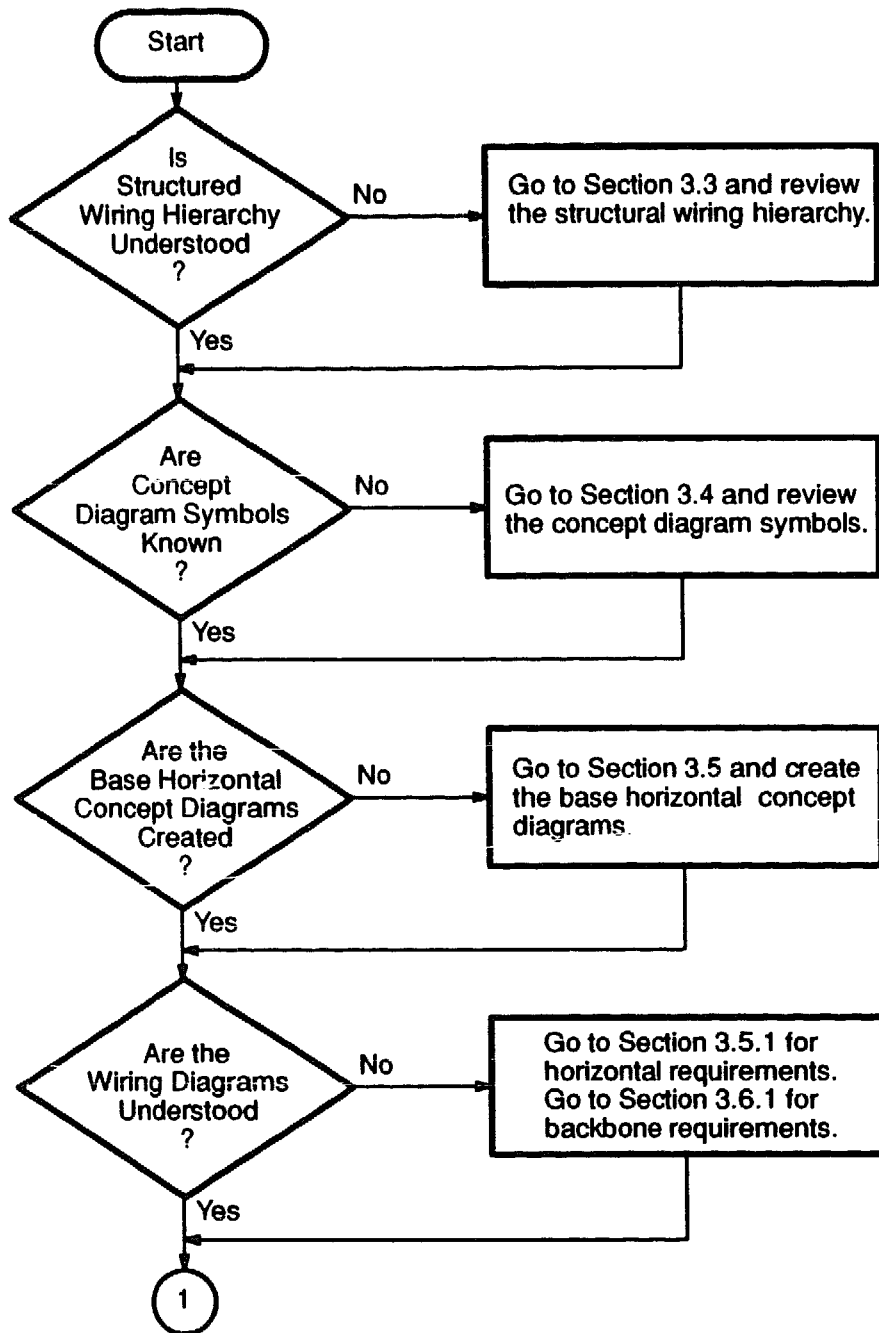 Start
Is
Structured
Wiring Hierarchy
Understood
?
No
Go to Section 3.3 and review
the structural wiring hierarchy.
Yes
Are
Concept
Diagram Symbols
Known
?
No
Go to Section 3.4 and review
the concept diagram symbols.
Yes
Are the
Base Horizontal
Concept Diagrams
Created
?
No
Go to Section 3.5 and create
the base horizontal concept
diagrams.
Yes
Are the
Wiring Diagrams
Understood
?
No
Go to Section 3.5.1 for
horizontal requirements.
Go to Section 3.6.1 for
backbone requirements.
Yes
1